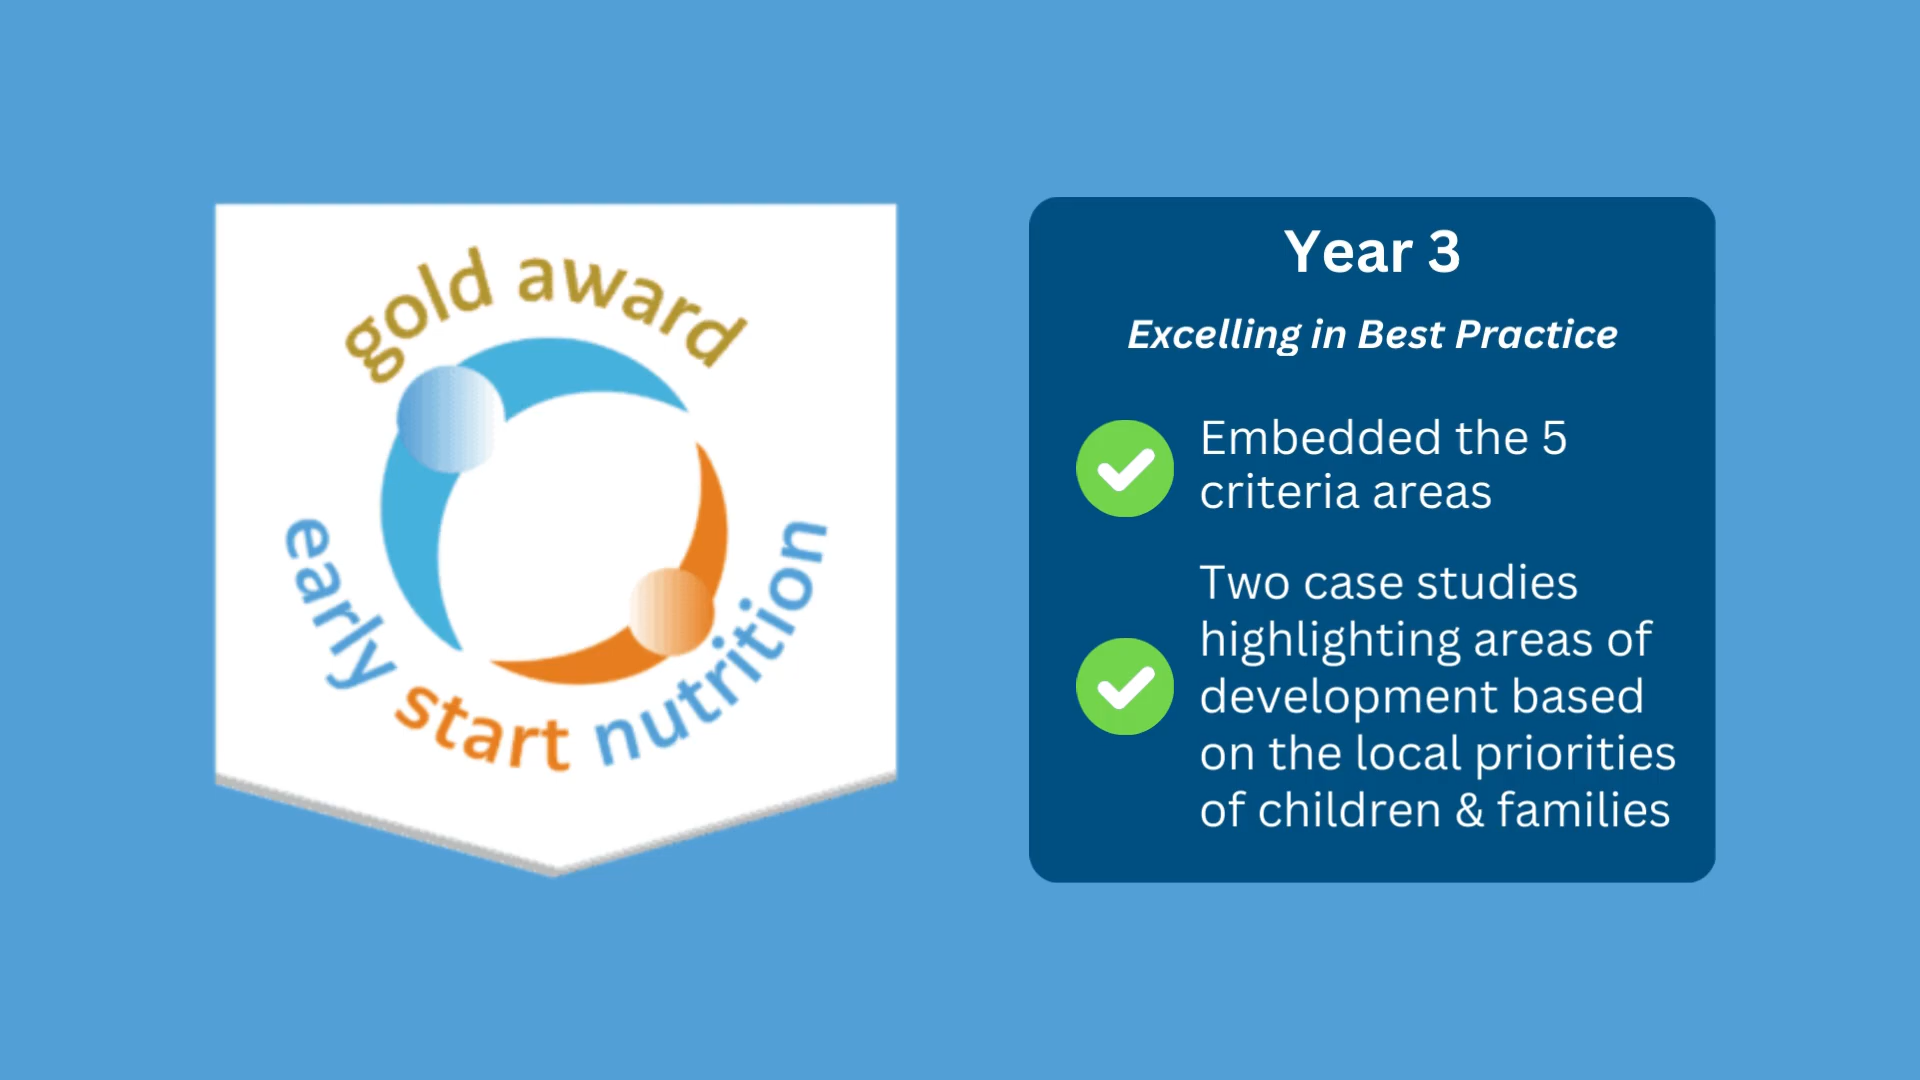 gold award
early start nutrition
Year 3
Excelling in Best Practice
Embedded the 5
criteria areas
Two case studies
highlighting areas of
development based
on the local priorities
of children & families